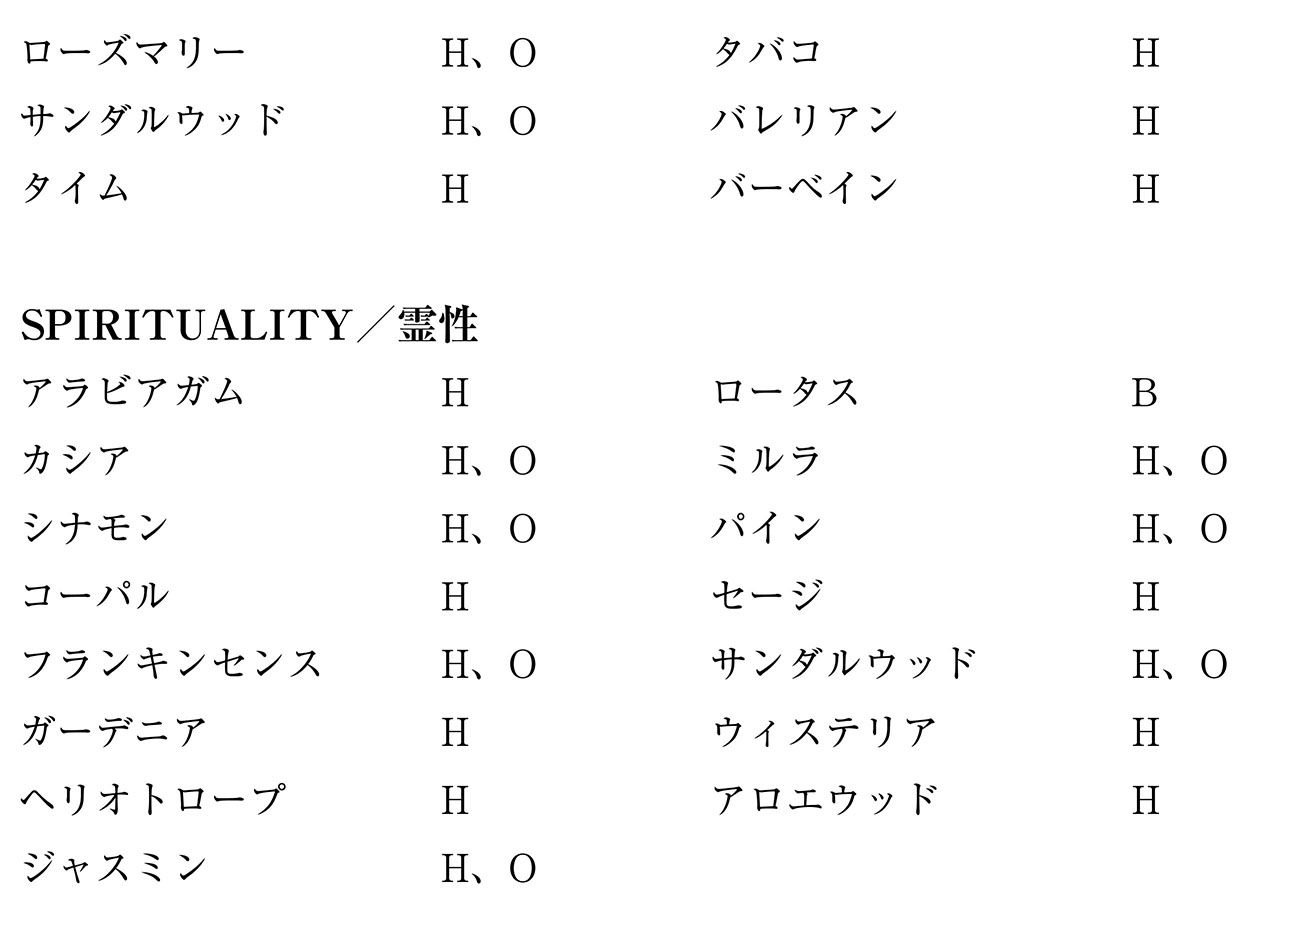 ローズマリー H、O タバコ H
サンダルウッド H、O バレリアン H
タイム H バーベイン H
SPIRITUALITY／霊性
アラビアガム H ロータス B
カシア H、O ミルラ H、O
シナモン H、O パイン H、O
コーパル H セージ H
フランキンセンス H、O サンダルウッド H、O
ガーデニア H ウィステリア H
ヘリオトロープ H アロエウッド H
ジャスミン H、O